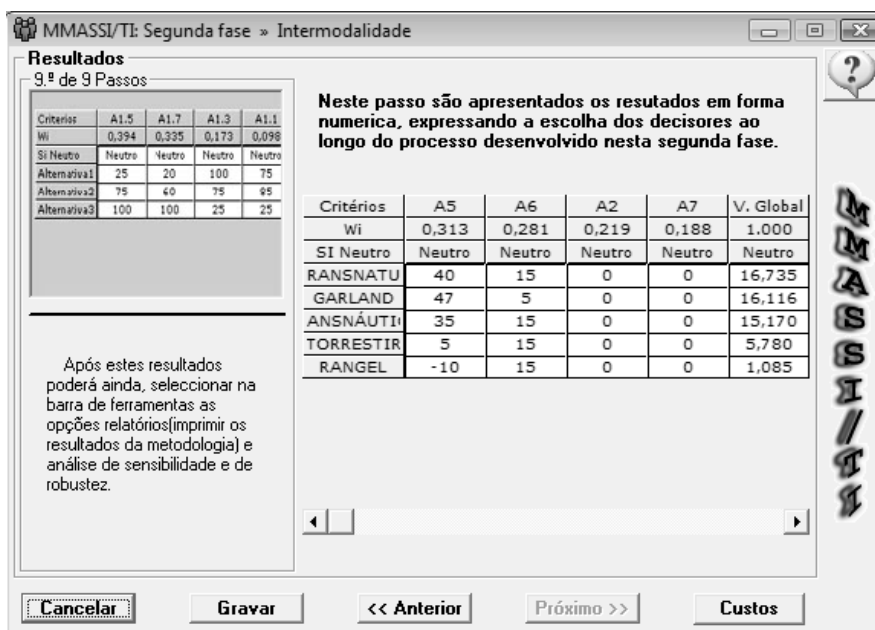 MMASSI/TI: Segunda fase » Intermodalidade
Resultados
9.º de 9 Passos
Criterios A1.5 A1.7 A1.3 A1.1
Wi 0,394 0,335 0,173 0,098
Si Neutro Neutro Neutro Neutro Neutro
Alternativa1 25 20 100 75
Alternativa2 75 60 75 95
Alternativa3 100 100 25 25
Após estes resultados
poderá ainda, seleccionar na
barra de ferramentas as
opções relatórios(imprimir os
resultados da metodologia) e
análise de sensibilidade e de
robustez.
Neste passo são apresentados os resutados em forma
numerica, expressando a escolha dos decisores ao
longo do processo desenvolvido nesta segunda fase.
Critérios A5 A6 A2 A7 V. Global
Wi 0,313 0,281 0,219 0,188 1.000
SI Neutro Neutro Neutro Neutro Neutro Neutro
RANSNATU 40 15 0 0 16,735
GARLAND 47 5 0 0 16,116
ANSNÁUTI 35 15 0 0 15,170
TORRESTIR 5 15 0 0 5,780
RANGEL -10 15 0 0 1,085
?
MMASSI/TI
Cancelar Gravar << Anterior Próximo >> Custos